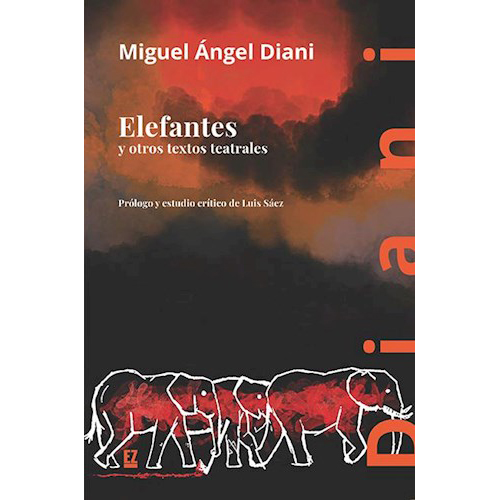 Miguel Ángel Diani
Elefantes
y otros textos teatrales
Prólogo y estudio crítico de Luis Sáez
Diani
EZ